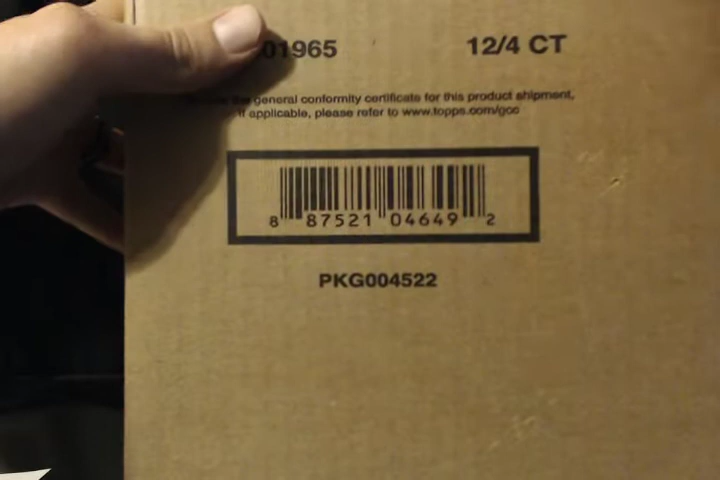 01965
12/4 CT
general conformity certificate for this product shipment,
if applicable, please refer to www.topps.com/gcc
8 87521 04649 2
PKG004522